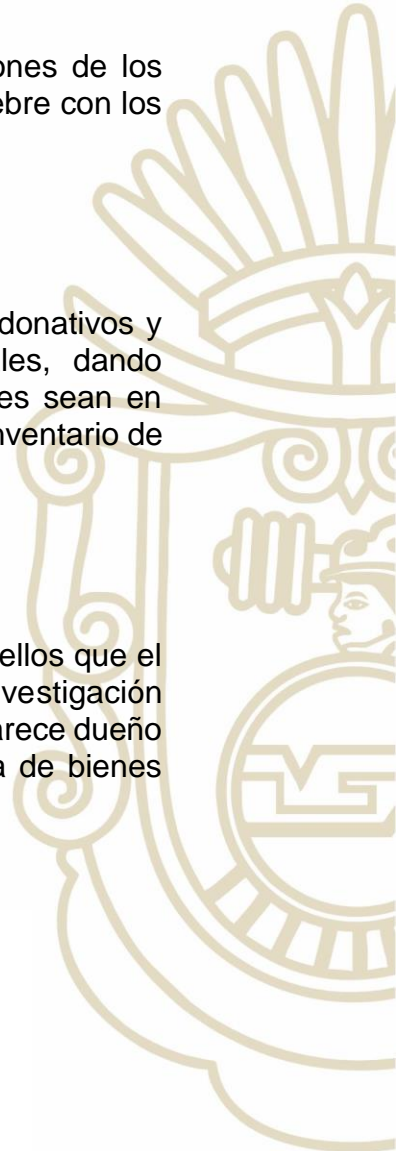 ones de los
ebre con los
donativos y
les, dando
es sean en
nventario de
ellos que el
vestigación
arece dueño
a de bienes